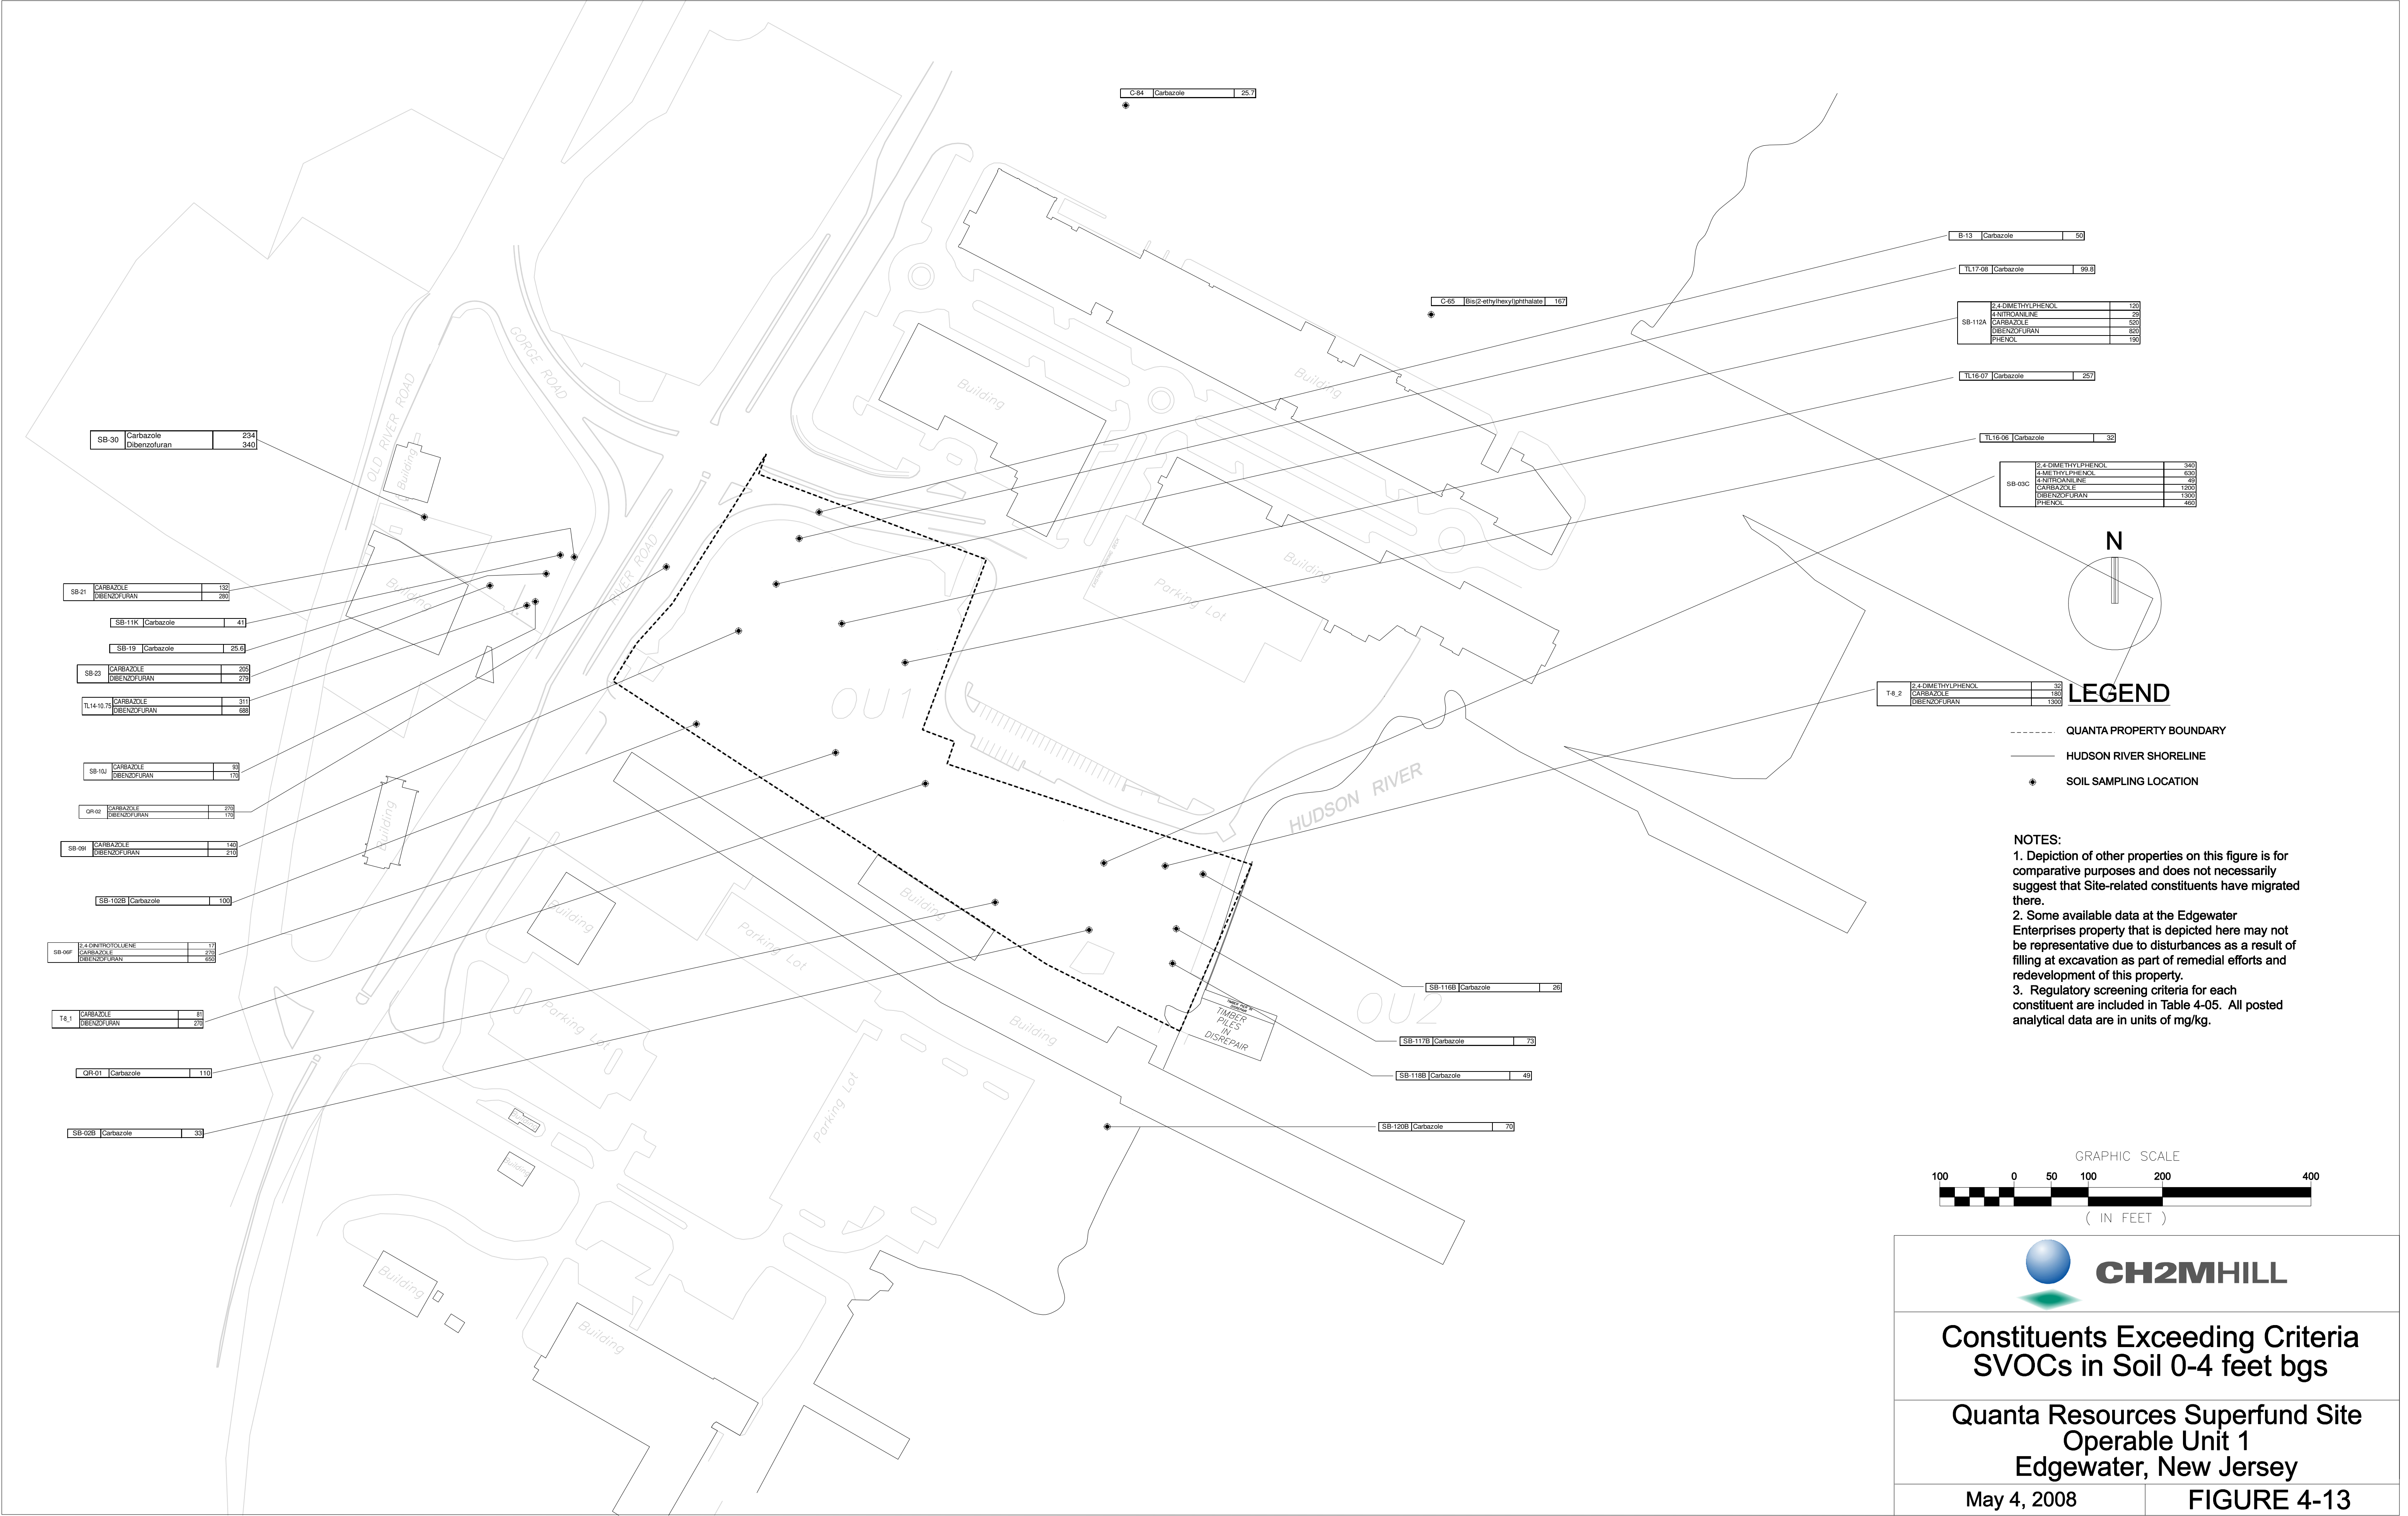 C-84 Carbazole 25.7
B-13 Carbazole 50
TL17-08 Carbazole 99.8
C-65 Bis(2-ethylhexyl)phthalate 167
SB-112A
2,4-DIMETHYLPHENOL 120
4-NITROANILINE 29
CARBAZOLE 520
DIBENZOFURAN 820
PHENOL 190
TL16-07 Carbazole 257
TL16-06 Carbazole 32
SB-03C
2,4-DIMETHYLPHENOL 340
4-METHYLPHENOL 630
4-NITROANILINE 49
CARBAZOLE 1200
DIBENZOFURAN 1300
PHENOL 460
T-8_2
2,4-DIMETHYLPHENOL 32
CARBAZOLE 180
DIBENZOFURAN 1300
SB-30
Carbazole 234
Dibenzofuran 340
SB-21
CARBAZOLE 132
DIBENZOFURAN 280
SB-11K Carbazole 41
SB-19 Carbazole 25.6
SB-23
CARBAZOLE 205
DIBENZOFURAN 279
TL14-10.75
CARBAZOLE 311
DIBENZOFURAN 688
SB-10J
CARBAZOLE 93
DIBENZOFURAN 170
QR-02
CARBAZOLE 270
DIBENZOFURAN 170
SB-09I
CARBAZOLE 140
DIBENZOFURAN 210
SB-102B Carbazole 100
SB-06F
2,4-DINITROTOLUENE 17
CARBAZOLE 270
DIBENZOFURAN 650
T-8_1
CARBAZOLE 81
DIBENZOFURAN 270
QR-01 Carbazole 110
SB-02B Carbazole 33
SB-116B Carbazole 26
SB-117B Carbazole 73
SB-118B Carbazole 49
SB-120B Carbazole 70
GORGE ROAD
OLD RIVER ROAD
RIVER ROAD
Building
Building
Building
Building
Building
Building
Building
Building
Building
Building
Building
Building
Building
Building
Parking Lot
Parking Lot
Parking Lot
Parking Lot
OU1
OU2
HUDSON RIVER
TIMBER
PILES
IN
DISREPAIR
N
LEGEND
QUANTA PROPERTY BOUNDARY
HUDSON RIVER SHORELINE
SOIL SAMPLING LOCATION
NOTES:
1. Depiction of other properties on this figure is for
comparative purposes and does not necessarily
suggest that Site-related constituents have migrated
there.
2. Some available data at the Edgewater
Enterprises property that is depicted here may not
be representative due to disturbances as a result of
filling at excavation as part of remedial efforts and
redevelopment of this property.
3. Regulatory screening criteria for each
constituent are included in Table 4-05. All posted
analytical data are in units of mg/kg.
GRAPHIC SCALE
100 0 50 100 200 400
( IN FEET )
CH2MHILL
Constituents Exceeding Criteria
SVOCs in Soil 0-4 feet bgs
Quanta Resources Superfund Site
Operable Unit 1
Edgewater, New Jersey
May 4, 2008
FIGURE 4-13